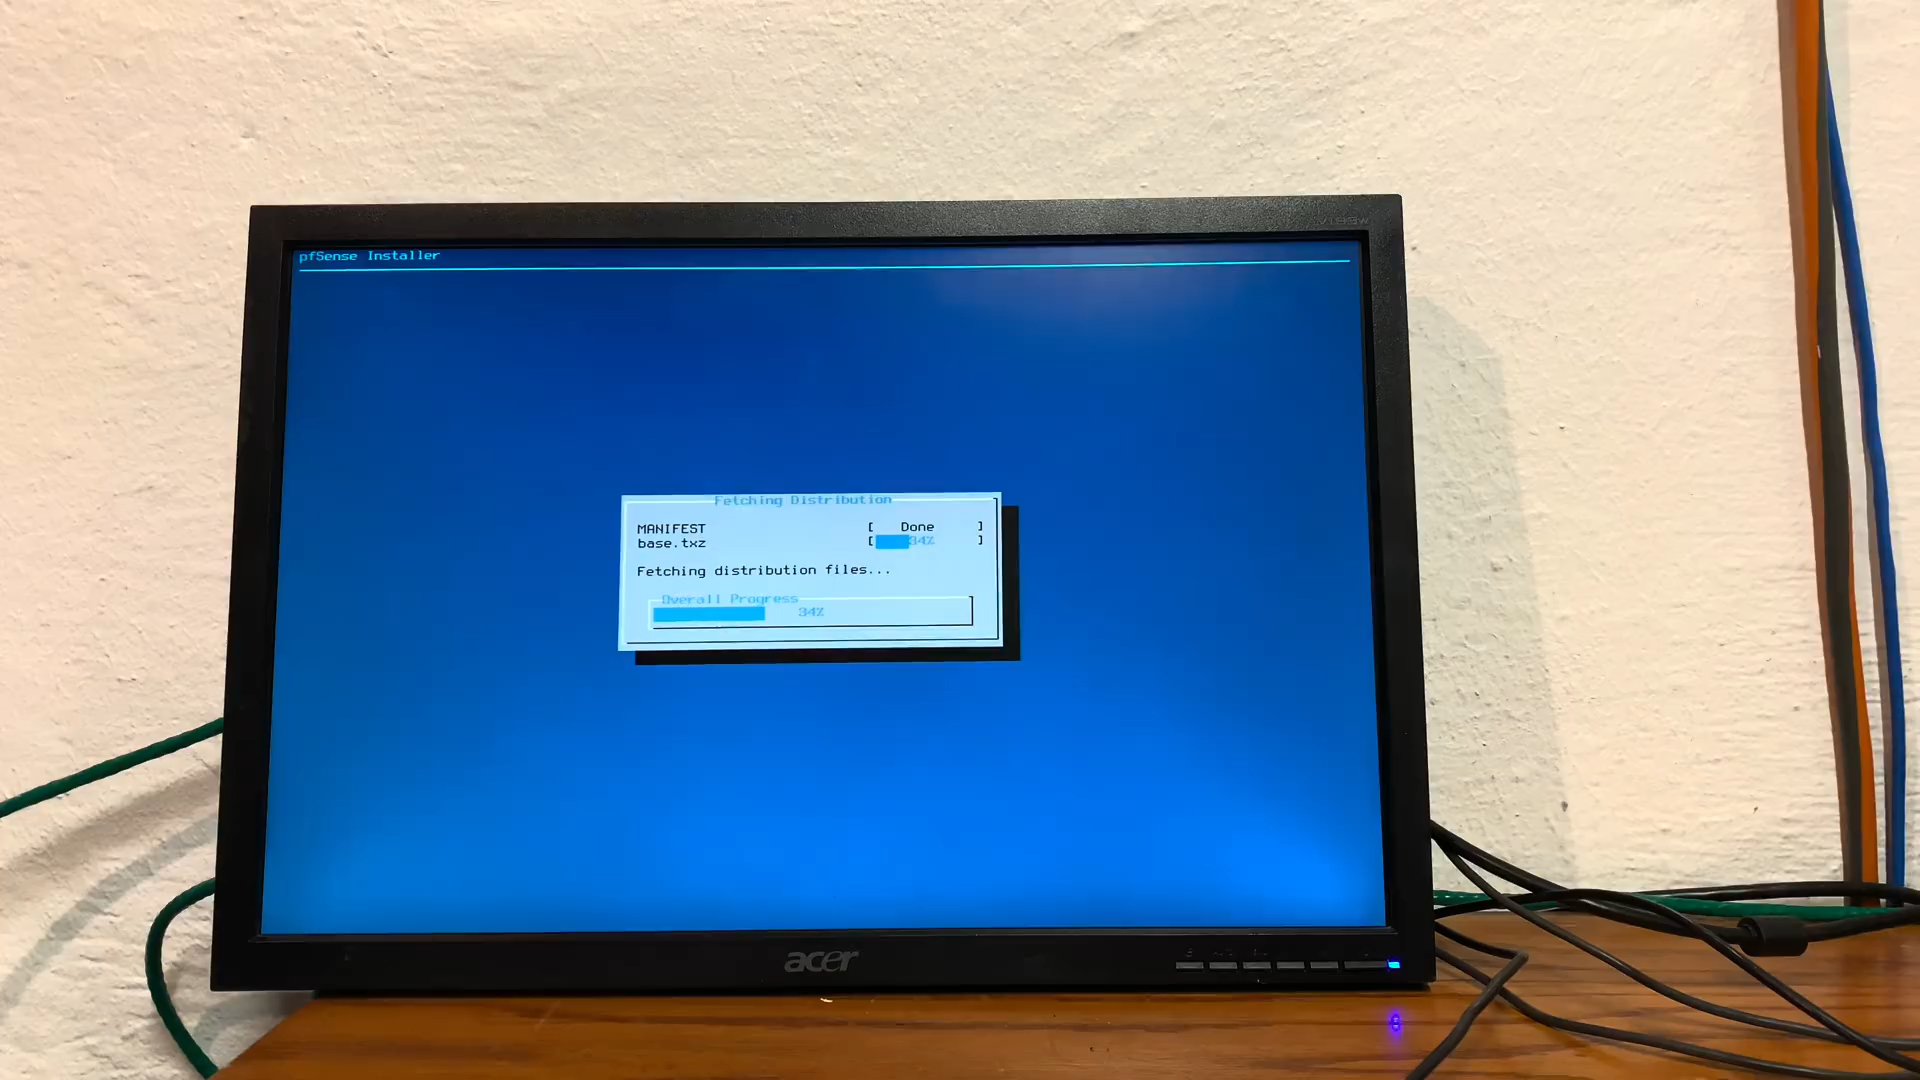 pfSense Installer
Fetching Distribution
MANIFEST [ Done ]
base.txz [ 34% ]
Fetching distribution files...
Overall Progress
34%
acer